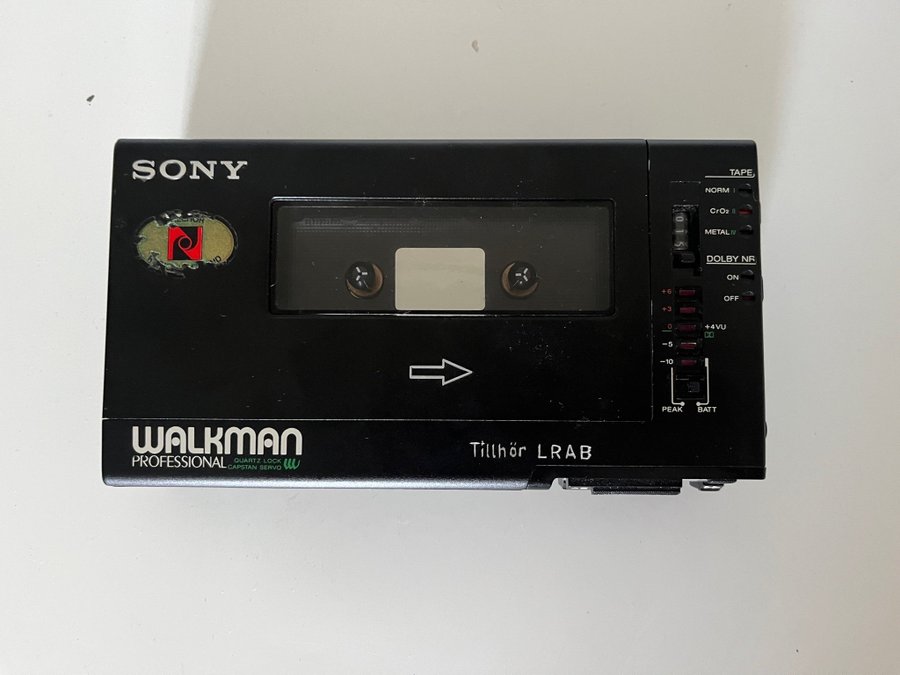 SONY
TAPE
NORM I
CrO2 II
METAL IV
DOLBY NR
ON
OFF
015
+6
+3
0
+4VU
-5
-10
PEAK
BATT
WALKMAN
PROFESSIONAL
QUARTZ LOCK
CAPSTAN SERVO
Tillhör LRAB